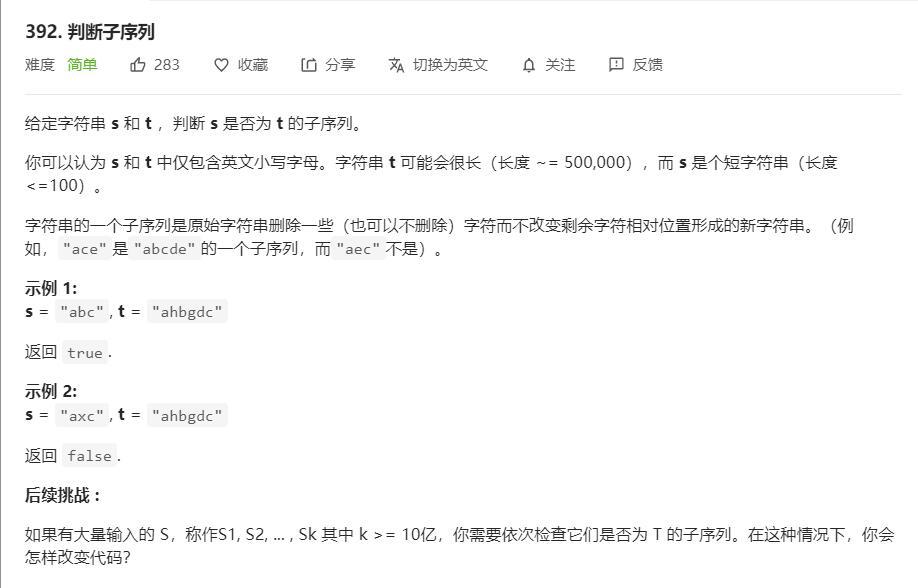 392. 判断子序列
难度 简单 283 收藏 分享 切换为英文 关注 反馈
给定字符串 s 和 t ，判断 s 是否为 t 的子序列。
你可以认为 s 和 t 中仅包含英文小写字母。字符串 t 可能会很长（长度 ~= 500,000），而 s 是个短字符串（长度
<=100）。
字符串的一个子序列是原始字符串删除一些（也可以不删除）字符而不改变剩余字符相对位置形成的新字符串。（例
如，"ace"是"abcde"的一个子序列，而"aec"不是）。
示例 1:
s = "abc", t = "ahbgdc"
返回 true.
示例 2:
s = "axc", t = "ahbgdc"
返回 false.
后续挑战 :
如果有大量输入的 S，称作S1, S2, ... , Sk 其中 k >= 10亿，你需要依次检查它们是否为 T 的子序列。在这种情况下，你会
怎样改变代码？